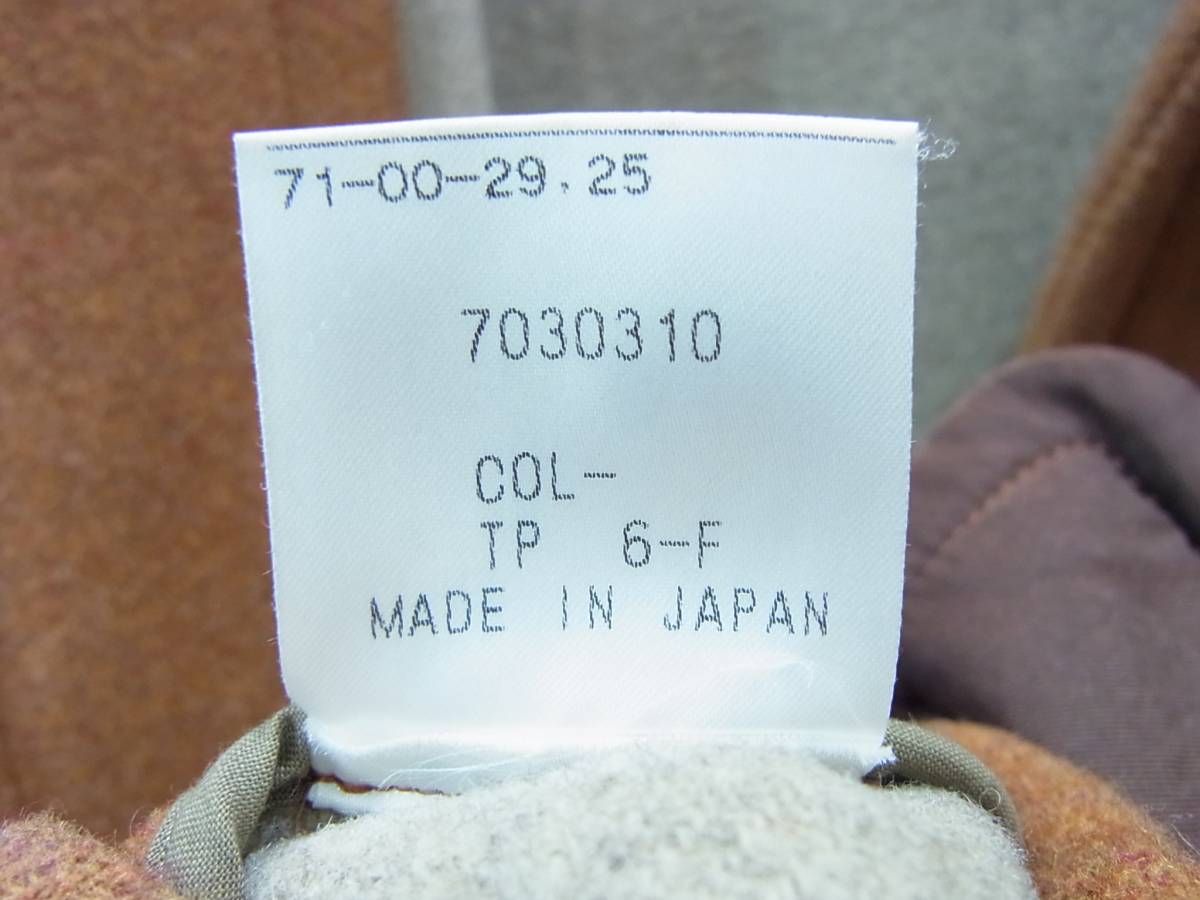 71-00-29.25
7030310
COL-
TP 6-F
MADE IN JAPAN